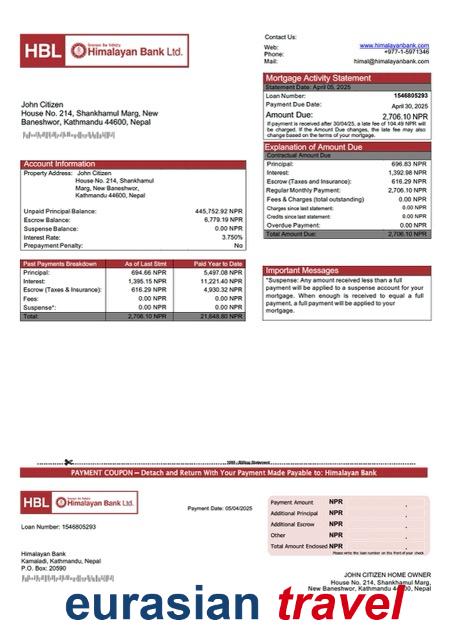 HBL
Himalayan Bank Ltd.
Contact Us:
Web: www.himalayanbank.com
Phone: +977-1-5971346
Mail: himal@himalayanbank.com
Mortgage Activity Statement
Statement Date: April 05, 2025
Loan Number: 1546805293
Payment Due Date: April 30, 2025
Amount Due: 2,706.10 NPR
If payment is received after 30/04/25, a late fee of 104.49 NPR will
be charged. If the Amount Due changes, the late fee may also
change based on the terms of your mortgage.
John Citizen
House No. 214, Shankhamul Marg, New
Baneshwor, Kathmandu 44600, Nepal
Explanation of Amount Due
Contractual Amount Due
Principal: 696.83 NPR
Interest: 1,392.98 NPR
Escrow (Taxes and Insurance): 616.29 NPR
Regular Monthly Payment: 2,706.10 NPR
Fees & Charges (total outstanding) 0.00 NPR
Charges since last statement: 0.00 NPR
Credits since last statement: 0.00 NPR
Overdue Payment: 0.00 NPR
Total Amount Due: 2,706.10 NPR
Account Information
Property Address: John Citizen
House No. 214, Shankhamul
Marg, New Baneshwor,
Kathmandu 44600, Nepal
Unpaid Principal Balance: 445,752.92 NPR
Escrow Balance: 6,779.19 NPR
Suspense Balance: 0.00 NPR
Interest Rate: 3.750%
Prepayment Penalty: No
Past Payments Breakdown As of Last Stmt Paid Year to Date
Principal: 694.66 NPR 5,497.08 NPR
Interest: 1,395.15 NPR 11,221.40 NPR
Escrow (Taxes & Insurance): 616.29 NPR 4,930.32 NPR
Fees: 0.00 NPR 0.00 NPR
Suspense*: 0.00 NPR 0.00 NPR
Total: 2,706.10 NPR 21,648.80 NPR
Important Messages
*Suspense: Any amount received less than a full
payment will be applied to a suspense account for your
mortgage. When enough is received to equal a full
payment, a full payment will be applied to your
mortgage.
Billing Statement
PAYMENT COUPON – Detach and Return With Your Payment Made Payable to: Himalayan Bank
HBL
Himalayan Bank Ltd.
Payment Date: 05/04/2025
Loan Number: 1546805293
Payment Amount NPR
Additional Principal NPR
Additional Escrow NPR
Other NPR
Total Amount Enclosed NPR
Please write the loan number on the front of your check
Himalayan Bank
Kamaladi, Kathmandu, Nepal
P.O. Box: 20590
JOHN CITIZEN HOME OWNER
House No. 214, Shankhamul Marg,
New Baneshwor, Kathmandu 44600, Nepal
eurasian travel